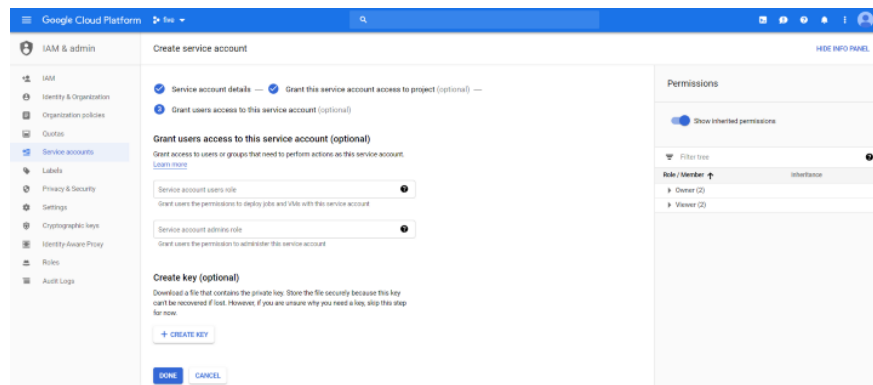 Google Cloud Platform
IAM & admin
Create service account
HIDE INFO PANEL
IAM
Identity & Organization
Organization policies
Quotas
Service accounts
Labels
Privacy & Security
Settings
Cryptographic keys
Identity-Aware Proxy
Roles
Audit Logs
Service account details — Grant this service account access to project (optional) —
3 Grant users access to this service account (optional)
Grant users access to this service account (optional)
Grant access to users or groups that need to perform actions as this service account.
Learn more
Service account users role
Grant users the permissions to deploy jobs and VMs with this service account
Service account admins role
Grant users the permission to administer this service account
Create key (optional)
Download a file that contains the private key. Store the file securely because this key
can't be recovered if lost. However, if you are unsure why you need a key, skip this step
for now.
+ CREATE KEY
DONE CANCEL
Permissions
Show inherited permissions
Filter tree
Role / Member Inheritance
Owner (2)
Viewer (2)